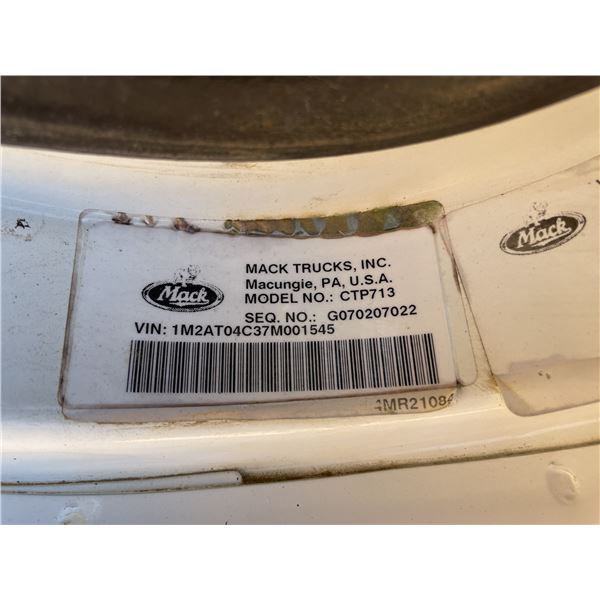 Mack
MACK TRUCKS, INC.
Macungie, PA, U.S.A.
MODEL NO.: CTP713
SEQ. NO.: G070207022
VIN: 1M2AT04C37M001545
Mack